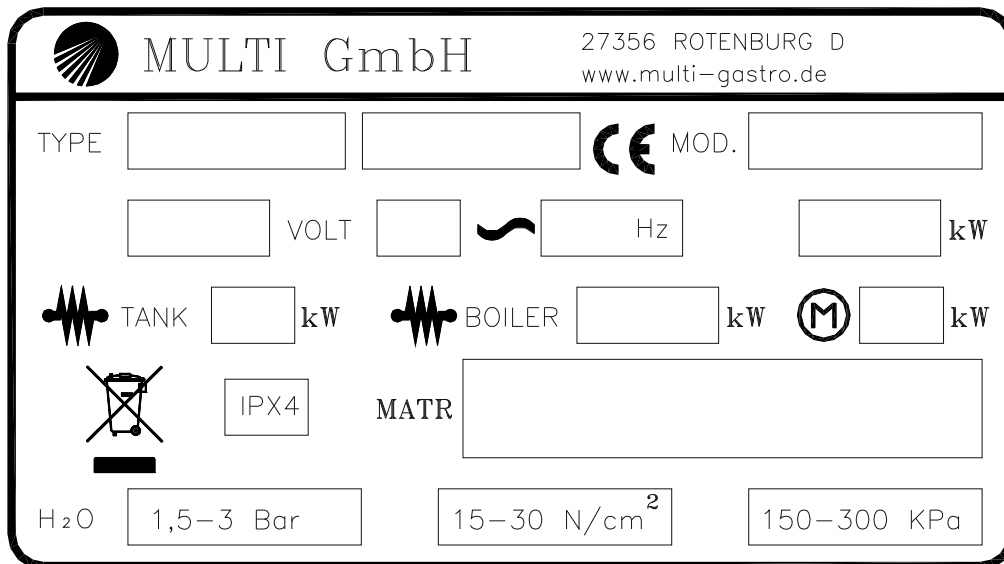 MULTI GmbH
27356 ROTENBURG D
www.multi-gastro.de
TYPE CE MOD.
VOLT ~ Hz kW
TANK kW BOILER kW M kW
IPX4 MATR
H₂O 1,5-3 Bar 15-30 N/cm² 150-300 KPa